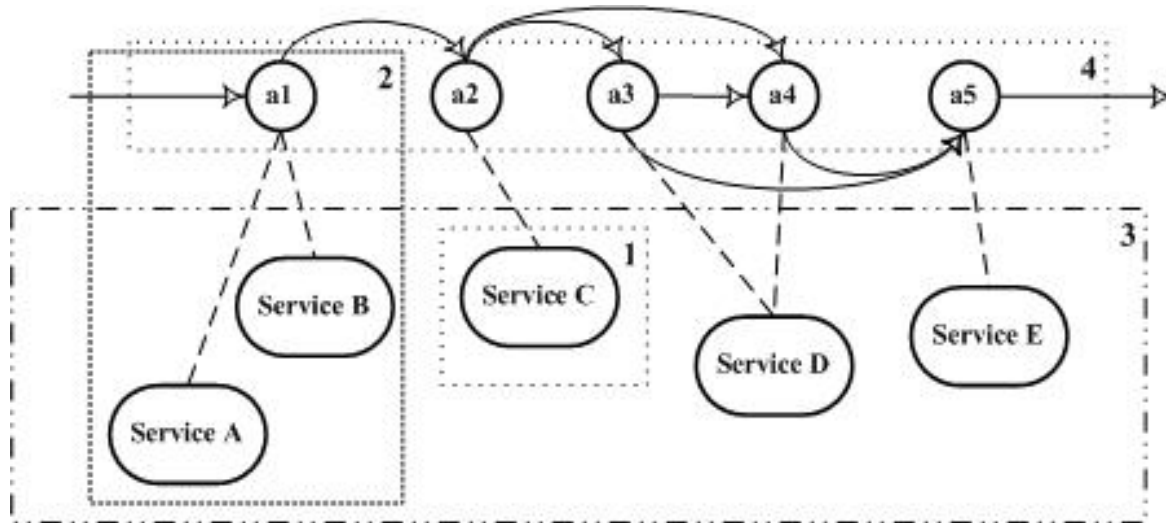 2
4
a1
a2
a3
a4
a5
1
3
Service B
Service C
Service E
Service D
Service A